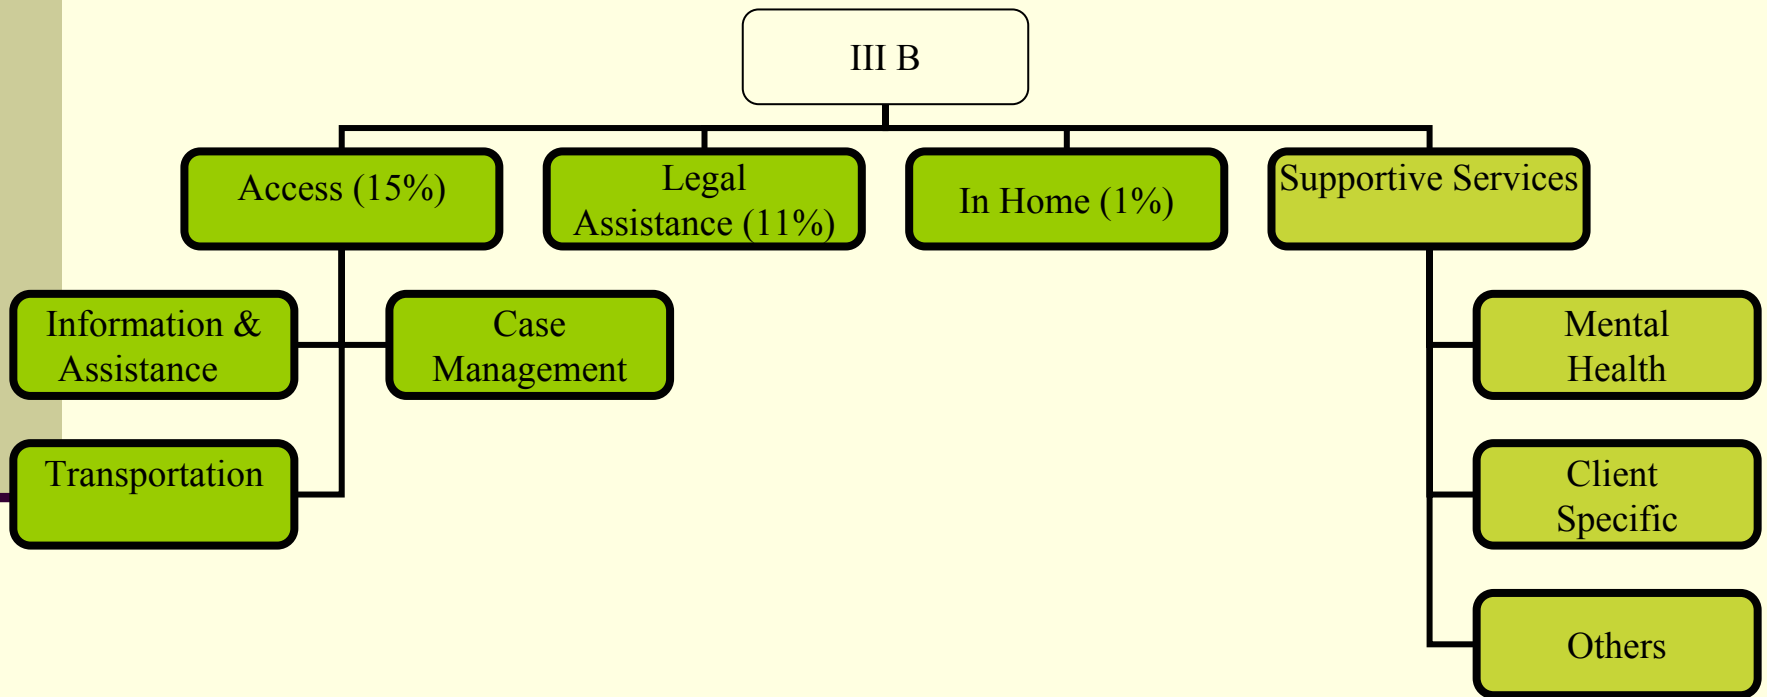 III B
Access (15%)
Legal
Assistance (11%)
In Home (1%)
Supportive Services
Information &
Assistance
Case
Management
Transportation
Mental
Health
Client
Specific
Others